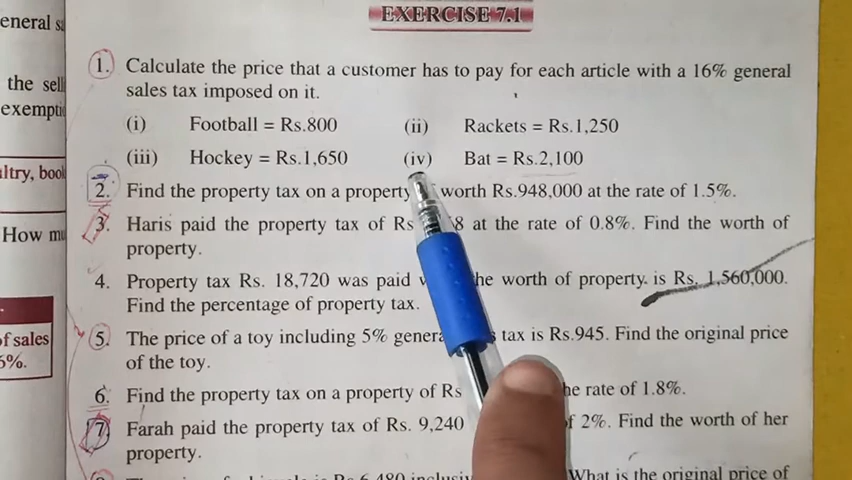 EXERCISE 7.1
eneral
1. Calculate the price that a customer has to pay for each article with a 16% general
sales tax imposed on it.
the sell
exempti
(i) Football = Rs.800 (ii) Rackets = Rs.1,250
(iii) Hockey = Rs.1,650 (iv) Bat = Rs.2,100
ltry, book
2. Find the property tax on a property worth Rs.948,000 at the rate of 1.5%.
3. Haris paid the property tax of Rs 8 at the rate of 0.8%. Find the worth of
property.
How mu
4. Property tax Rs. 18,720 was paid he worth of property is Rs. 1,560,000.
Find the percentage of property tax.
of sales
5. The price of a toy including 5% genera tax is Rs.945. Find the original price
of the toy.
6%.
6. Find the property tax on a property of Rs he rate of 1.8%.
7. Farah paid the property tax of Rs. 9,240 f 2%. Find the worth of her
property.
Rs.6,480 What is the original price of